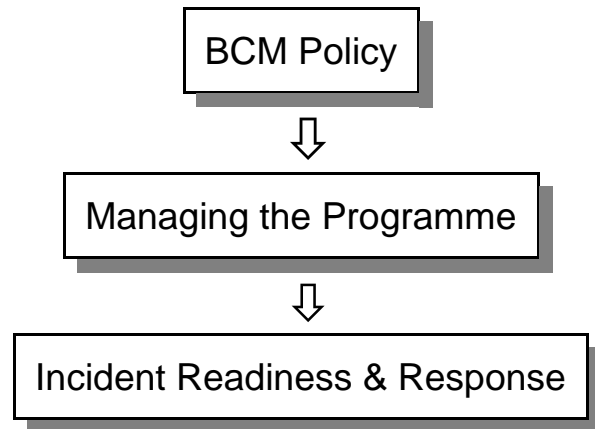 BCM Policy
Managing the Programme
Incident Readiness & Response